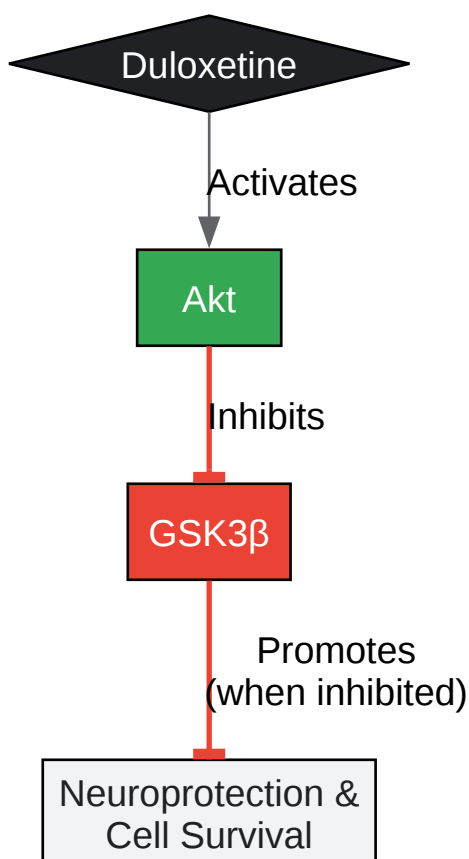 Duloxetine
Activates
Akt
Inhibits
GSK3β
Promotes
(when inhibited)
Neuroprotection &
Cell Survival